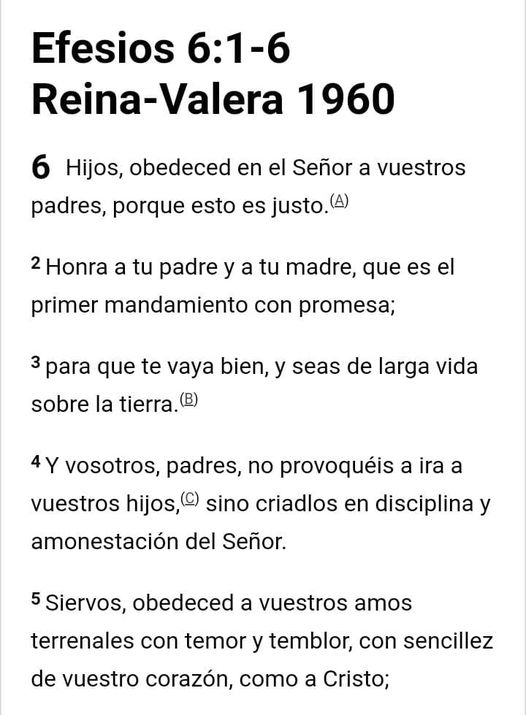 Efesios 6:1-6
Reina-Valera 1960
6 Hijos, obedeced en el Señor a vuestros
padres, porque esto es justo.(A)
2 Honra a tu padre y a tu madre, que es el
primer mandamiento con promesa;
3 para que te vaya bien, y seas de larga vida
sobre la tierra.(B)
4 Y vosotros, padres, no provoquéis a ira a
vuestros hijos,(C) sino criadlos en disciplina y
amonestación del Señor.
5 Siervos, obedeced a vuestros amos
terrenales con temor y temblor, con sencillez
de vuestro corazón, como a Cristo;